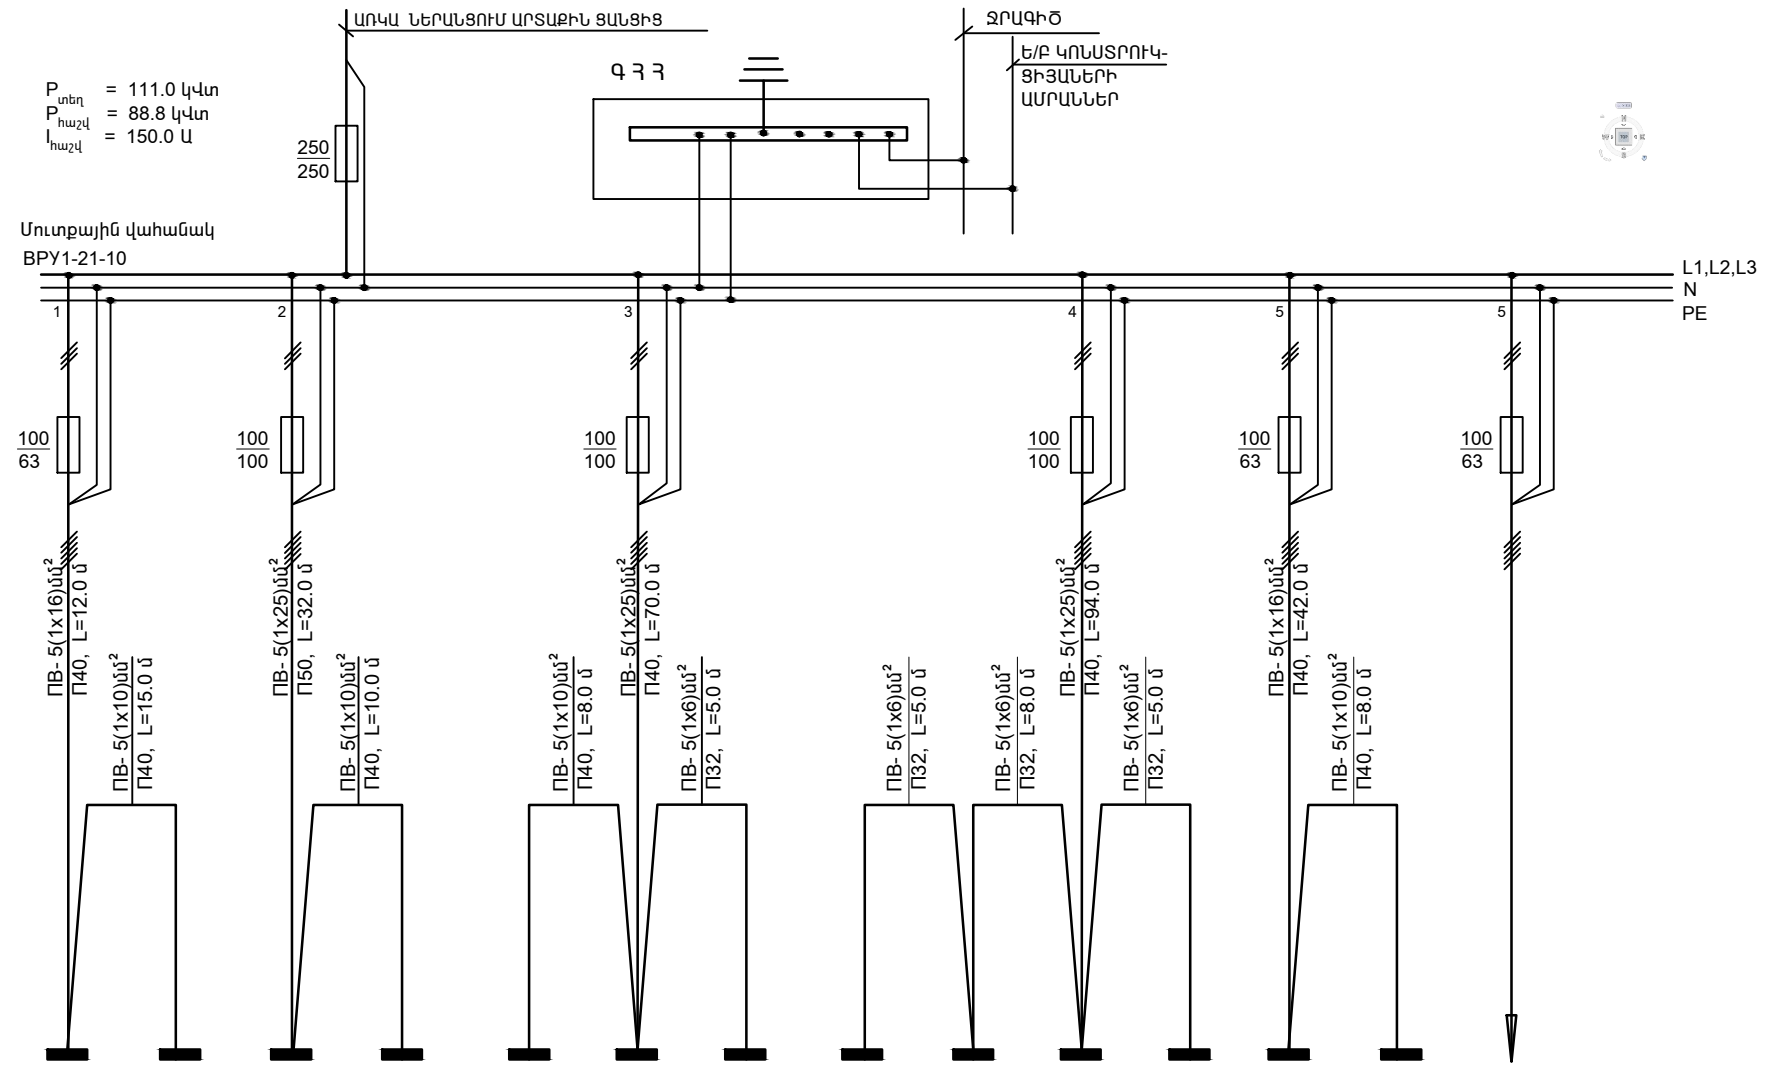 ԱՌԿԱ ՆԵՐԱՆՑՈՒՄ ԱՐՏԱՔԻՆ ՑԱՆՑԻՑ
ՋՐԱԳԻԾ
Ե/Բ ԿՈՆՍՏՐՈՒԿ-
ՑԻՅԱՆԵՐԻ
ԱՄՐԱՆՆԵՐ
Գ Հ Հ
Pտեղ = 111.0 կՎտ
Pհաշվ = 88.8 կՎտ
Iհաշվ = 150.0 Ա
250
250
Մուտքային վահանակ
ВРУ1-21-10
L1,L2,L3
N
PE
1
2
3
4
5
5
100
63
100
100
100
100
100
100
100
63
100
63
ПВ- 5(1x16)մմ²
П40, L=12.0 մ
ПВ- 5(1x10)մմ²
П40, L=15.0 մ
ПВ- 5(1x25)մմ²
П50, L=32.0 մ
ПВ- 5(1x10)մմ²
П40, L=10.0 մ
ПВ- 5(1x10)մմ²
П40, L=8.0 մ
ПВ- 5(1x25)մմ²
П40, L=70.0 մ
ПВ- 5(1x6)մմ²
П32, L=5.0 մ
ПВ- 5(1x6)մմ²
П32, L=5.0 մ
ПВ- 5(1x6)մմ²
П32, L=8.0 մ
ПВ- 5(1x25)մմ²
П40, L=94.0 մ
ПВ- 5(1x6)մմ²
П32, L=5.0 մ
ПВ- 5(1x16)մմ²
П40, L=42.0 մ
ПВ- 5(1x10)մմ²
П40, L=8.0 մ